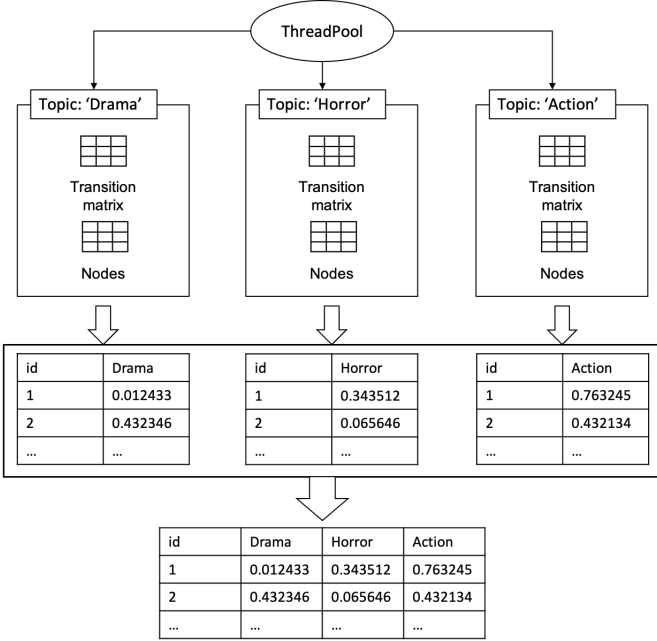 ThreadPool
Topic: ‘Drama’
Transition
matrix
Nodes
Topic: ‘Horror’
Transition
matrix
Nodes
Topic: ‘Action’
Transition
matrix
Nodes
id Drama
1 0.012433
2 0.432346
... ...
id Horror
1 0.343512
2 0.065646
... ...
id Action
1 0.763245
2 0.432134
... ...
id Drama Horror Action
1 0.012433 0.343512 0.763245
2 0.432346 0.065646 0.432134
... ... ... ...